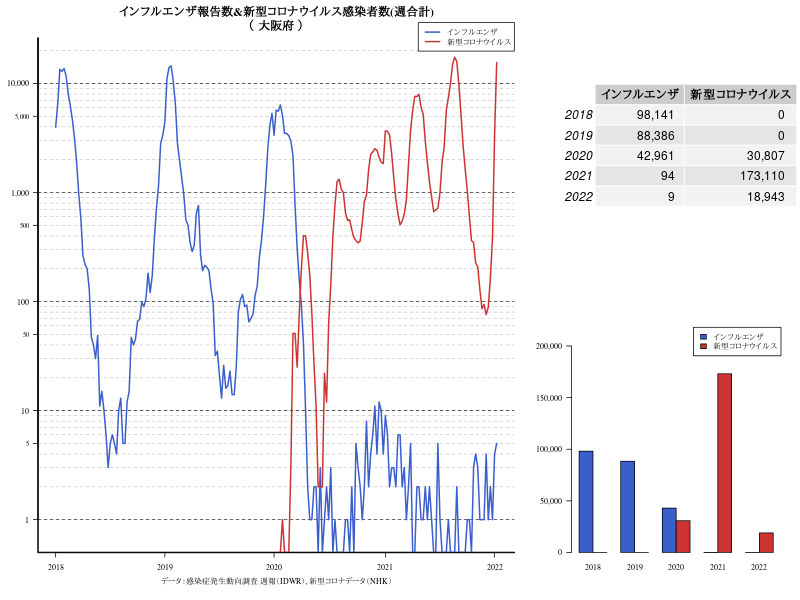 インフルエンザ報告数&新型コロナウイルス感染者数(週合計)
( 大阪府 )
インフルエンザ
新型コロナウイルス
10,000
5,000
1,000
500
100
50
10
5
1
2018 2019 2020 2021 2022
データ:感染症発生動向調査 週報(IDWR)、新型コロナデータ(NHK)
インフルエンザ 新型コロナウイルス
2018 98,141 0
2019 88,386 0
2020 42,961 30,807
2021 94 173,110
2022 9 18,943
インフルエンザ
新型コロナウイルス
200,000
150,000
100,000
50,000
0
2018 2019 2020 2021 2022